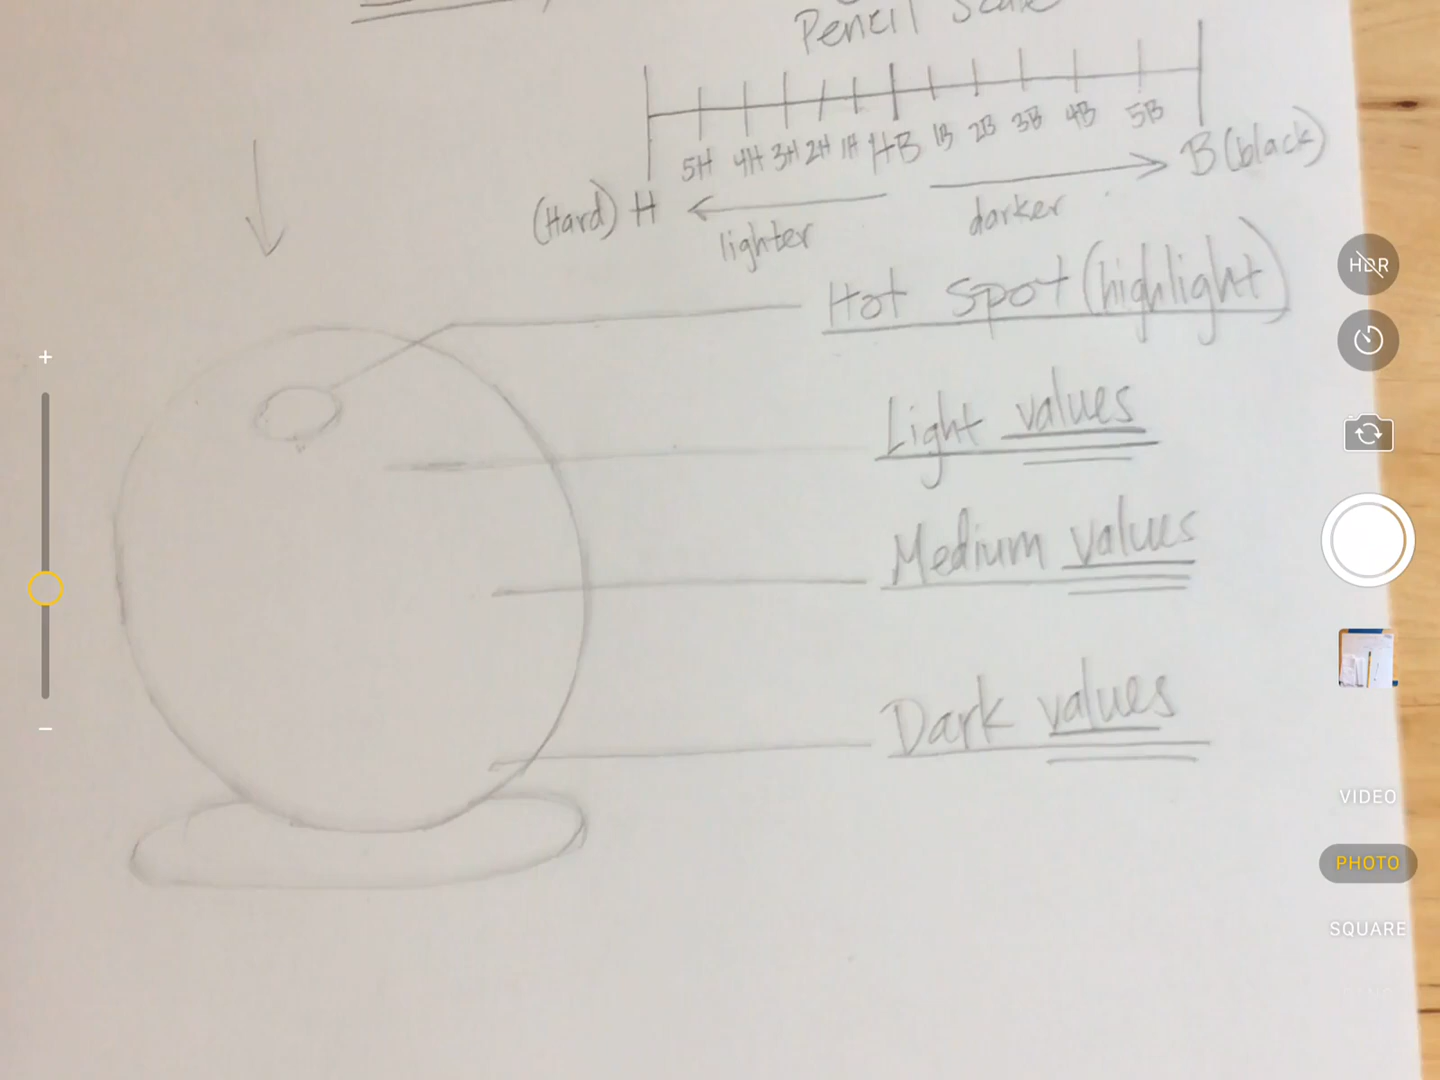 Pencil Scale
5H 4H 3H 2H 1H HB 1B 2B 3B 4B 5B
(Hard) H
B (black)
lighter
darker
Hot Spot (highlight)
Light values
Medium values
Dark values
HDR
VIDEO
PHOTO
SQUARE